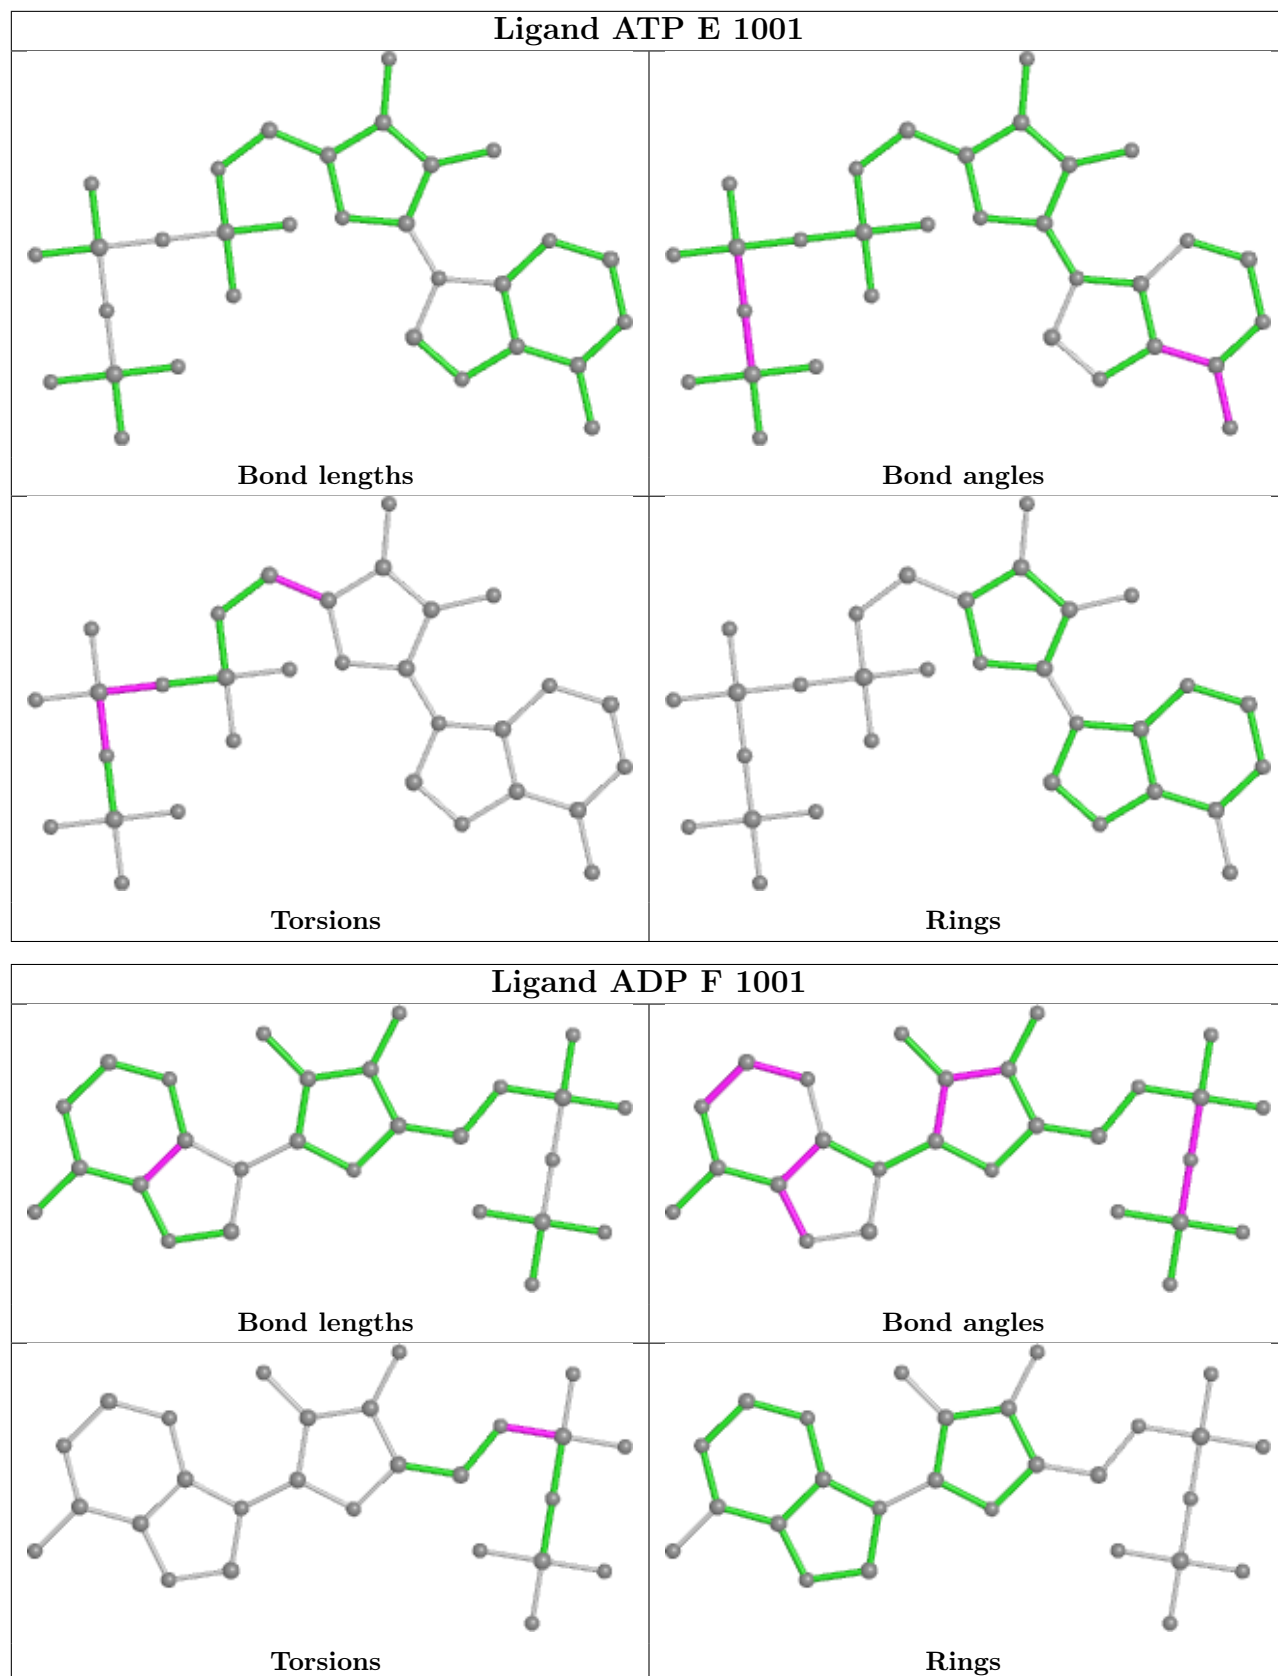 Ligand ATP E 1001
Bond lengths
Bond angles
Torsions
Rings
Ligand ADP F 1001
Bond lengths
Bond angles
Torsions
Rings